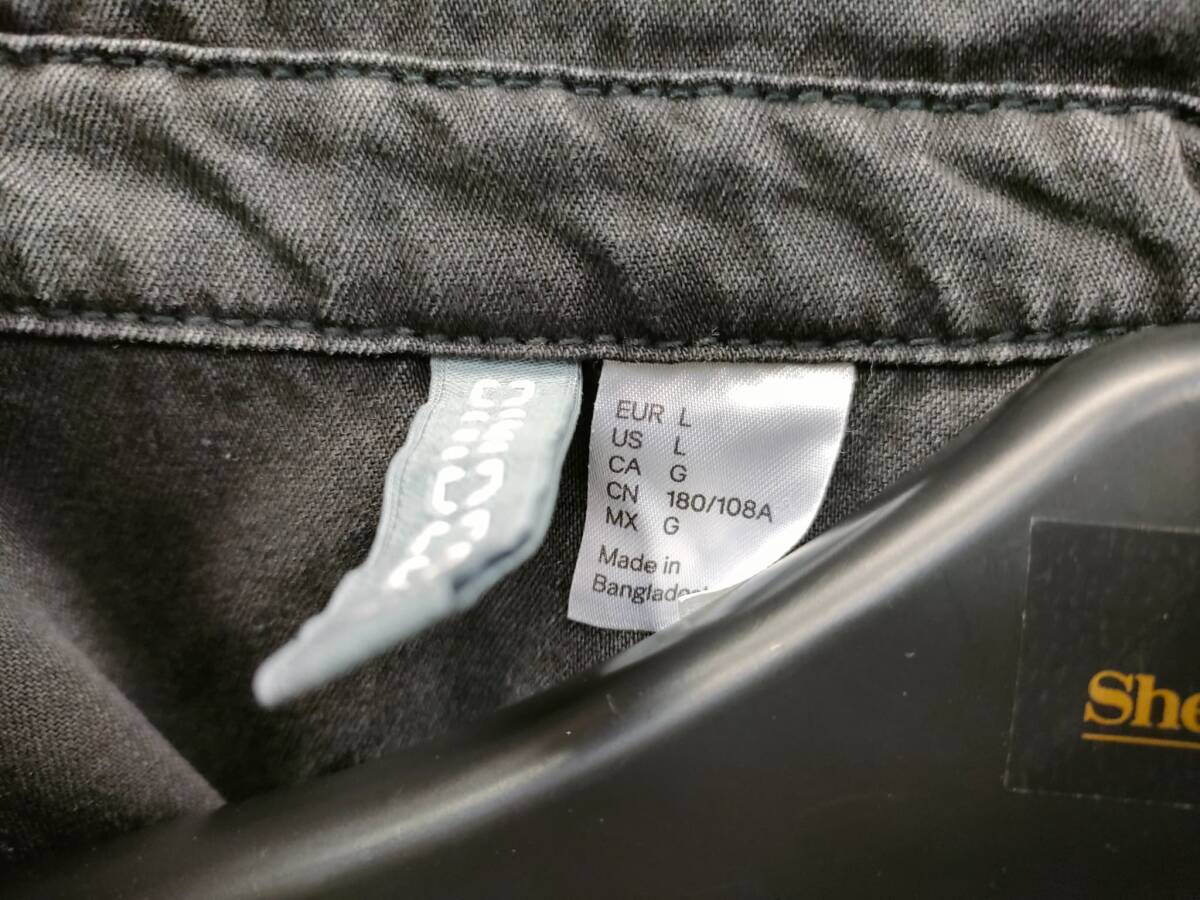 EUR L
US L
CA G
CN 180/108A
MX G
Made in
She